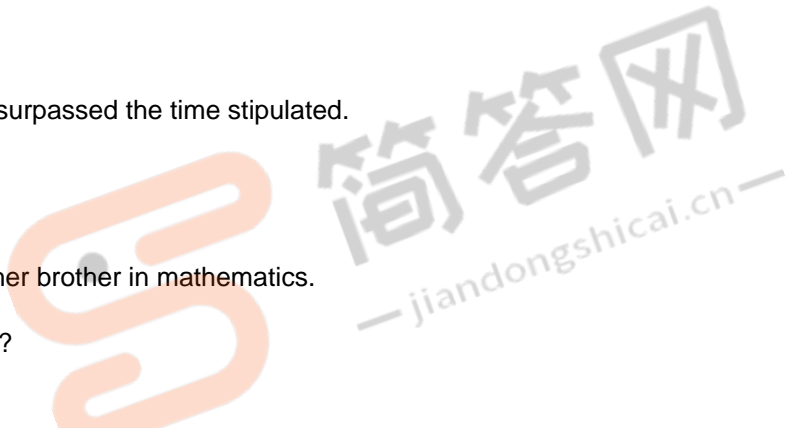 surpassed the time stipulated.
简答网
jiandongshicai.cn
her brother in mathematics.
?